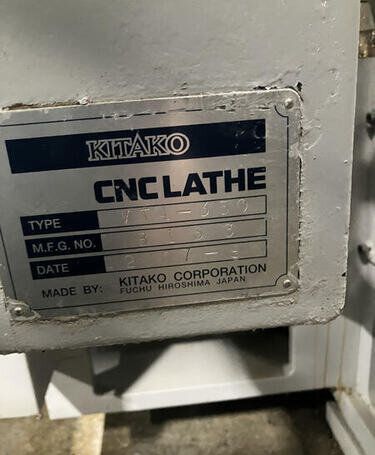 KITAKO
CNC LATHE
TYPE
M.F.G. NO.
DATE
MADE BY: KITAKO CORPORATION
FUCHU HIROSHIMA JAPAN